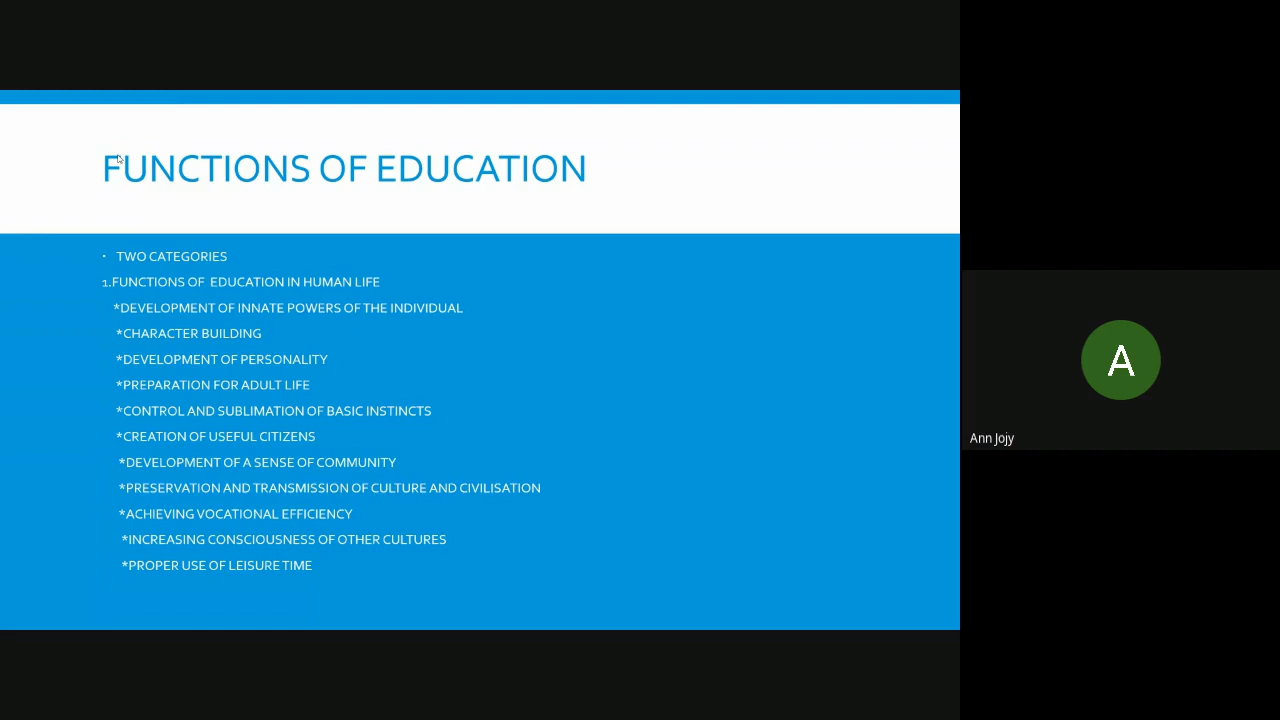 FUNCTIONS OF EDUCATION
• TWO CATEGORIES
1.FUNCTIONS OF EDUCATION IN HUMAN LIFE
*DEVELOPMENT OF INNATE POWERS OF THE INDIVIDUAL
*CHARACTER BUILDING
*DEVELOPMENT OF PERSONALITY
*PREPARATION FOR ADULT LIFE
*CONTROL AND SUBLIMATION OF BASIC INSTINCTS
*CREATION OF USEFUL CITIZENS
*DEVELOPMENT OF A SENSE OF COMMUNITY
*PRESERVATION AND TRANSMISSION OF CULTURE AND CIVILISATION
*ACHIEVING VOCATIONAL EFFICIENCY
*INCREASING CONSCIOUSNESS OF OTHER CULTURES
*PROPER USE OF LEISURE TIME
A
Ann Jojy